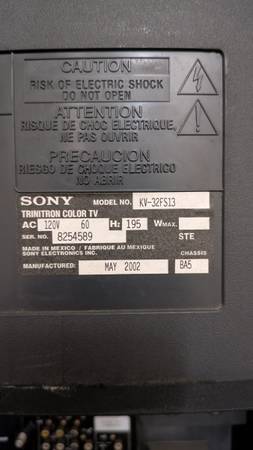 CAUTION
RISK OF ELECTRIC SHOCK
DO NOT OPEN
ATTENTION
RISQUE DE CHOC ELECTRIQUE,
NE PAS OUVRIR
PRECAUCION
RIESGO DE CHOQUE ELECTRICO
NO ABRIR
SONY MODEL NO. KV-32FS13
TRINITRON COLOR TV
AC 120V 60 Hz 195 WMAX.
SER. NO. 8254589 STE
MADE IN MEXICO / FABRIQUE AU MEXIQUE
SONY ELECTRONICS INC. CHASSIS
MANUFACTURED: MAY 2002 BA5